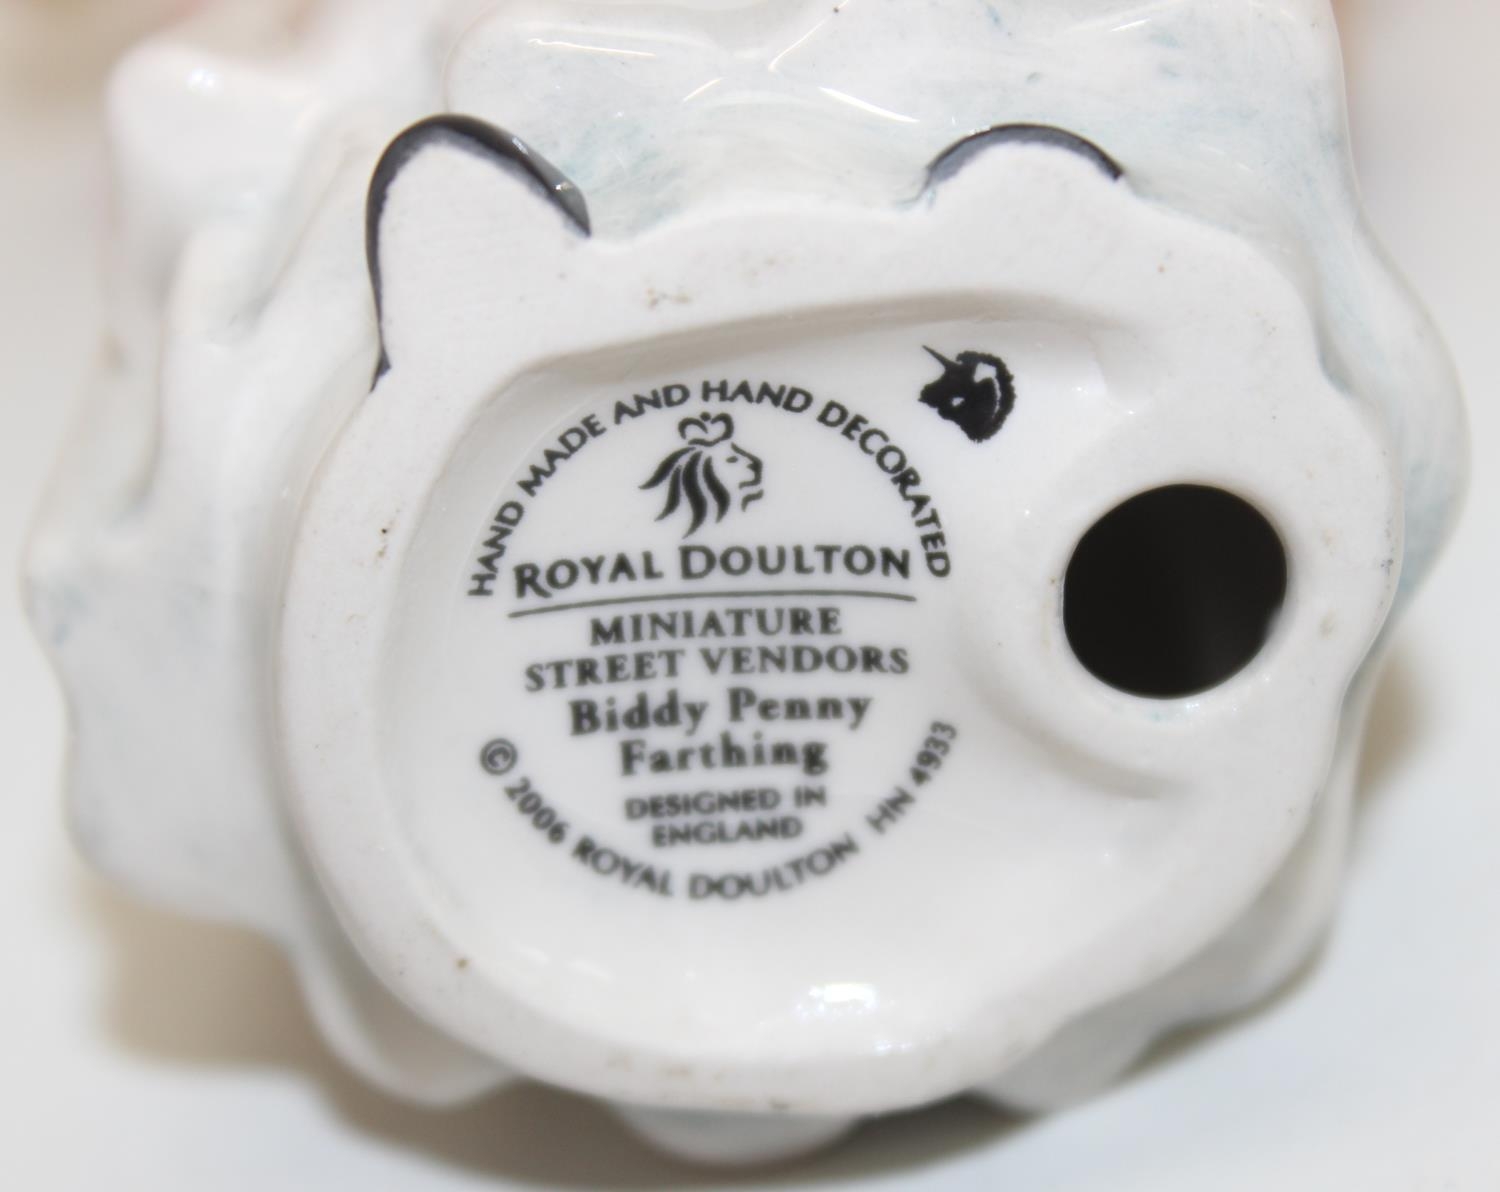 HAND MADE AND HAND DECORATED
ROYAL DOULTON
MINIATURE
STREET VENDORS
Biddy Penny
Farthing
DESIGNED IN
ENGLAND
© 2006 ROYAL DOULTON HN 4933